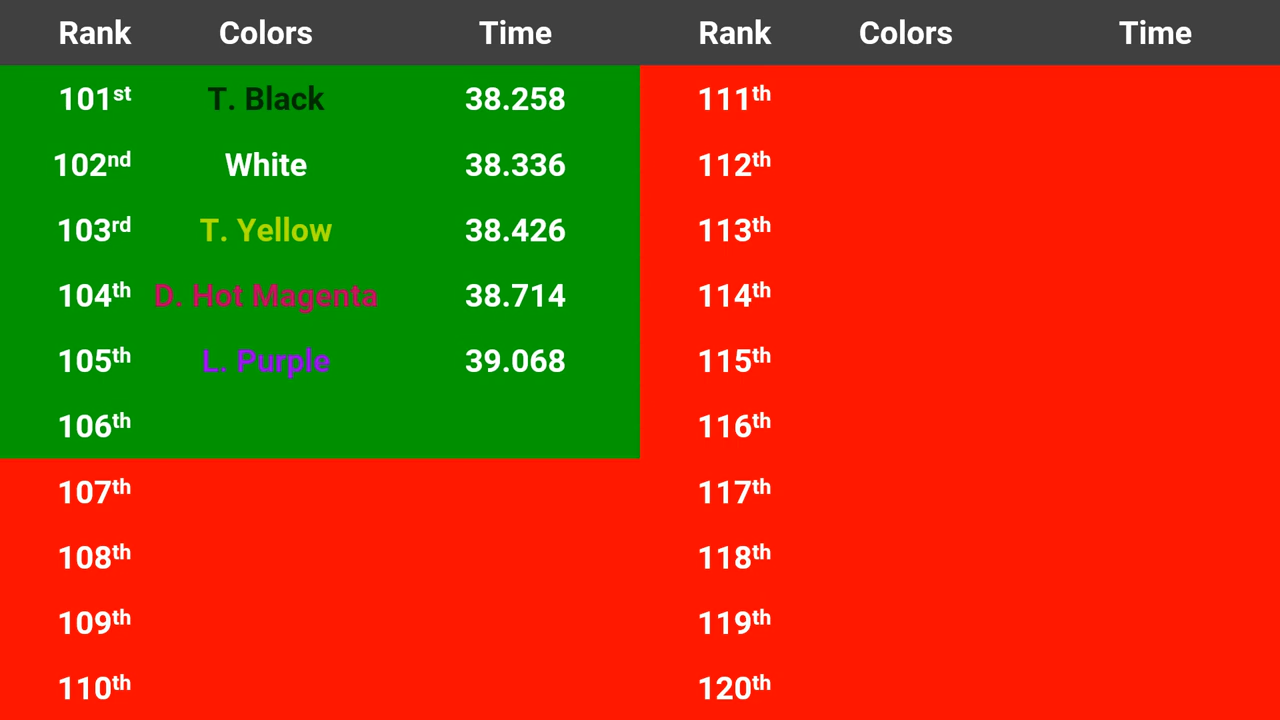 Rank Colors Time Rank Colors Time
101st T. Black 38.258 111th
102nd White 38.336 112th
103rd T. Yellow 38.426 113th
104th D. Hot Magenta 38.714 114th
105th L. Purple 39.068 115th
106th 116th
107th 117th
108th 118th
109th 119th
110th 120th